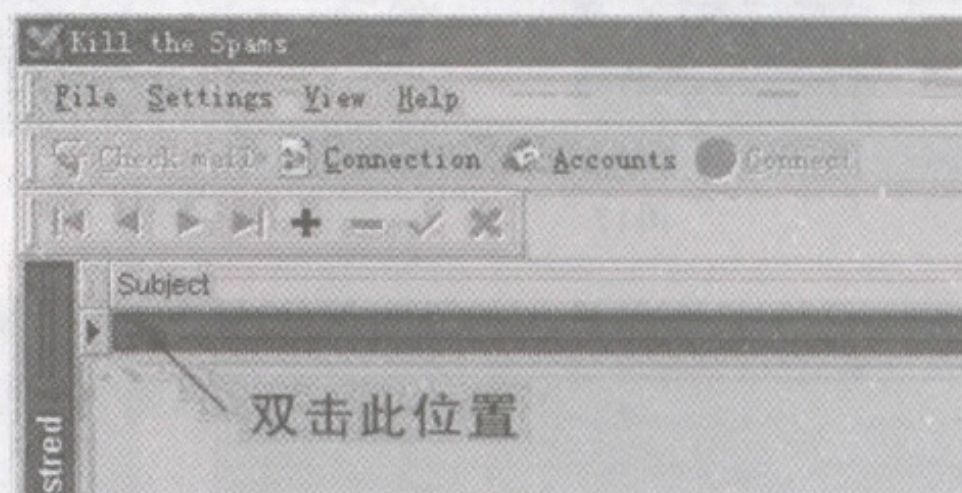 Kill the Spams
File Settings View Help
Check mail Connection Accounts Connect
Subject
双击此位置
stred